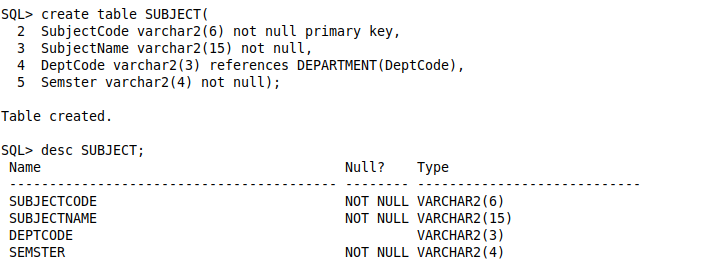 SQL> create table SUBJECT(
  2  SubjectCode varchar2(6) not null primary key,
  3  SubjectName varchar2(15) not null,
  4  DeptCode varchar2(3) references DEPARTMENT(DeptCode),
  5  Semster varchar2(4) not null);
Table created.
SQL> desc SUBJECT;
 Name                                      Null?    Type
 ----------------------------------------- -------- ----------------------------
 SUBJECTCODE                               NOT NULL VARCHAR2(6)
 SUBJECTNAME                               NOT NULL VARCHAR2(15)
 DEPTCODE                                           VARCHAR2(3)
 SEMSTER                                   NOT NULL VARCHAR2(4)